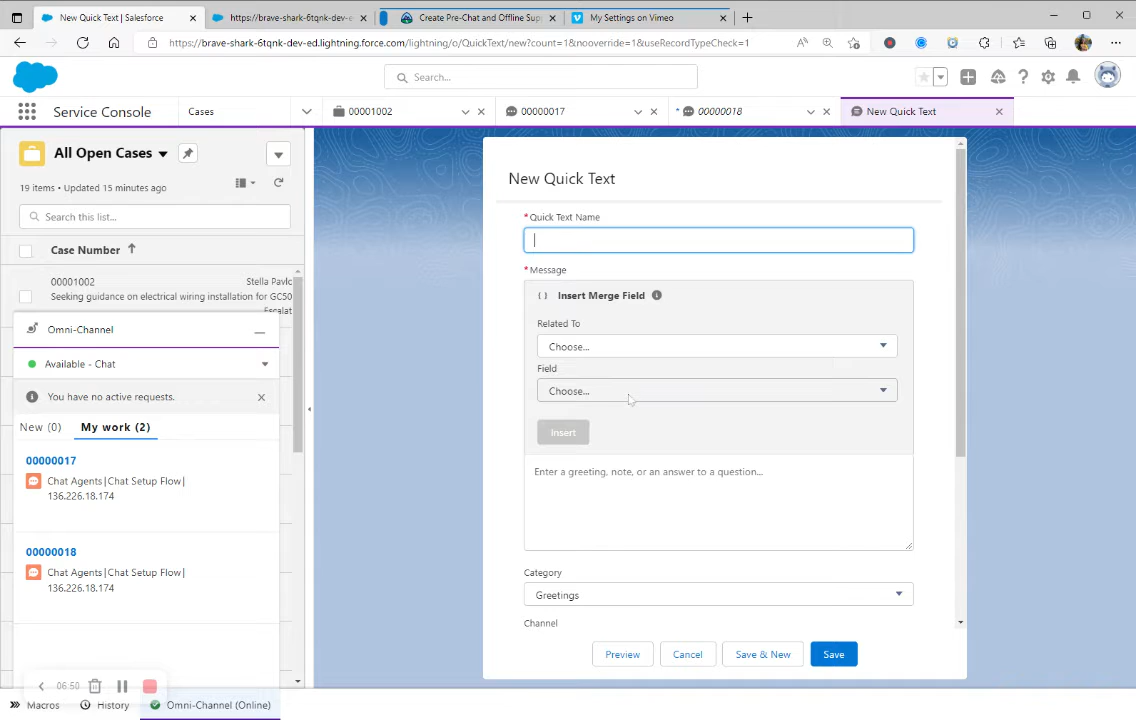 New Quick Text | Salesforce
https://brave-shark-6tqnk-dev-e
Create Pre-Chat and Offline Sup
My Settings on Vimeo
https://brave-shark-6tqnk-dev-ed.lightning.force.com/lightning/o/QuickText/new?count=1&nooverride=1&useRecordTypeCheck=1
Search...
Service Console
Cases
00001002
00000017
* 00000018
New Quick Text
All Open Cases
19 items • Updated 15 minutes ago
Search this list...
Case Number
00001002
Stella Pavlc
Seeking guidance on electrical wiring installation for GC50
Escalat
Omni-Channel
Available - Chat
You have no active requests.
New (0)
My work (2)
00000017
Chat Agents|Chat Setup Flow|
136.226.18.174
00000018
Chat Agents|Chat Setup Flow|
136.226.18.174
06:50
Macros
History
Omni-Channel (Online)
New Quick Text
* Quick Text Name
* Message
{ } Insert Merge Field
Related To
Choose...
Field
Choose...
Insert
Enter a greeting, note, or an answer to a question...
Category
Greetings
Channel
Preview
Cancel
Save & New
Save